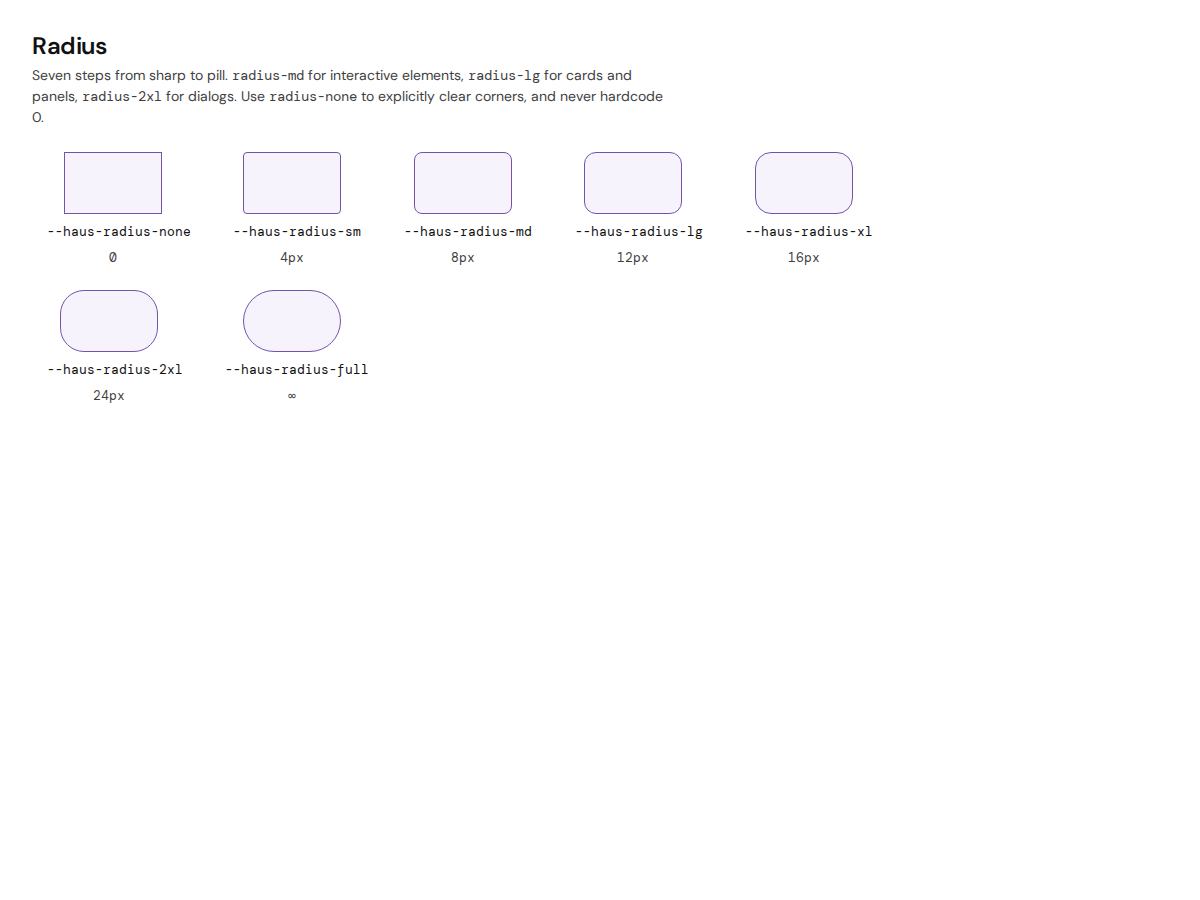 Radius
Seven steps from sharp to pill. radius-md for interactive elements, radius-lg for cards and
panels, radius-2xl for dialogs. Use radius-none to explicitly clear corners, and never hardcode
0.
--haus-radius-none --haus-radius-sm --haus-radius-md --haus-radius-lg --haus-radius-xl
0 4px 8px 12px 16px
--haus-radius-2xl --haus-radius-full
24px ∞